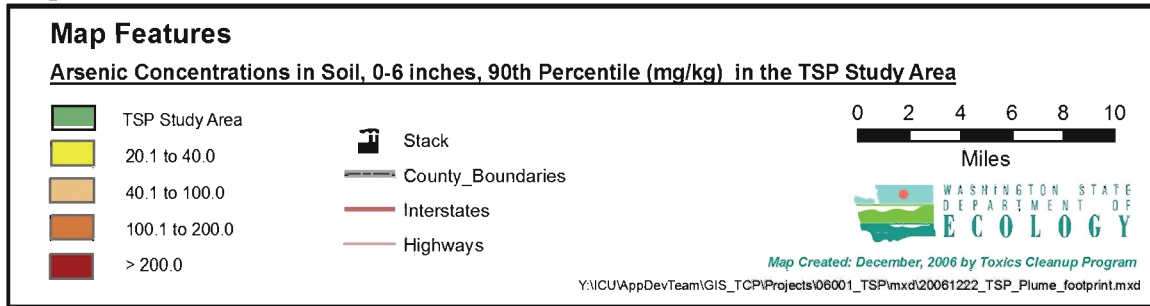 Map Features
Arsenic Concentrations in Soil, 0-6 inches, 90th Percentile (mg/kg) in the TSP Study Area
TSP Study Area
20.1 to 40.0
40.1 to 100.0
100.1 to 200.0
> 200.0
Stack
County_Boundaries
Interstates
Highways
0 2 4 6 8 10
Miles
WASHINGTON STATE
DEPARTMENT OF
ECOLOGY
Map Created: December, 2006 by Toxics Cleanup Program
Y:\ICU\AppDevTeam\GIS_TCP\Projects\06001_TSP\mxd\20061222_TSP_Plume_footprint.mxd